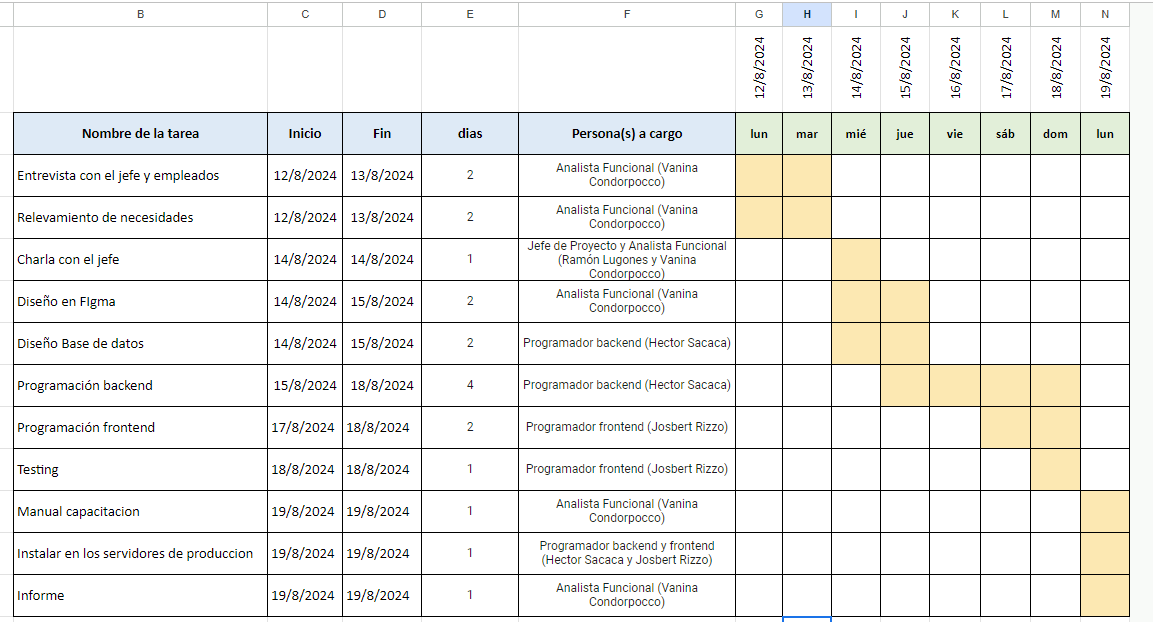 B C D E F G H I J K L M N
12/8/2024 13/8/2024 14/8/2024 15/8/2024 16/8/2024 17/8/2024 18/8/2024 19/8/2024
Nombre de la tarea Inicio Fin dias Persona(s) a cargo lun mar mié jue vie sáb dom lun
Entrevista con el jefe y empleados 12/8/2024 13/8/2024 2 Analista Funcional (Vanina
Condorpocco)
Relevamiento de necesidades 12/8/2024 13/8/2024 2 Analista Funcional (Vanina
Condorpocco)
Charla con el jefe 14/8/2024 14/8/2024 1 Jefe de Proyecto y Analista Funcional
(Ramón Lugones y Vanina
Condorpocco)
Diseño en FIgma 14/8/2024 15/8/2024 2 Analista Funcional (Vanina
Condorpocco)
Diseño Base de datos 14/8/2024 15/8/2024 2 Programador backend (Hector Sacaca)
Programación backend 15/8/2024 18/8/2024 4 Programador backend (Hector Sacaca)
Programación frontend 17/8/2024 18/8/2024 2 Programador frontend (Josbert Rizzo)
Testing 18/8/2024 18/8/2024 1 Programador frontend (Josbert Rizzo)
Manual capacitacion 19/8/2024 19/8/2024 1 Analista Funcional (Vanina
Condorpocco)
Instalar en los servidores de produccion 19/8/2024 19/8/2024 1 Programador backend y frontend
(Hector Sacaca y Josbert Rizzo)
Informe 19/8/2024 19/8/2024 1 Analista Funcional (Vanina
Condorpocco)